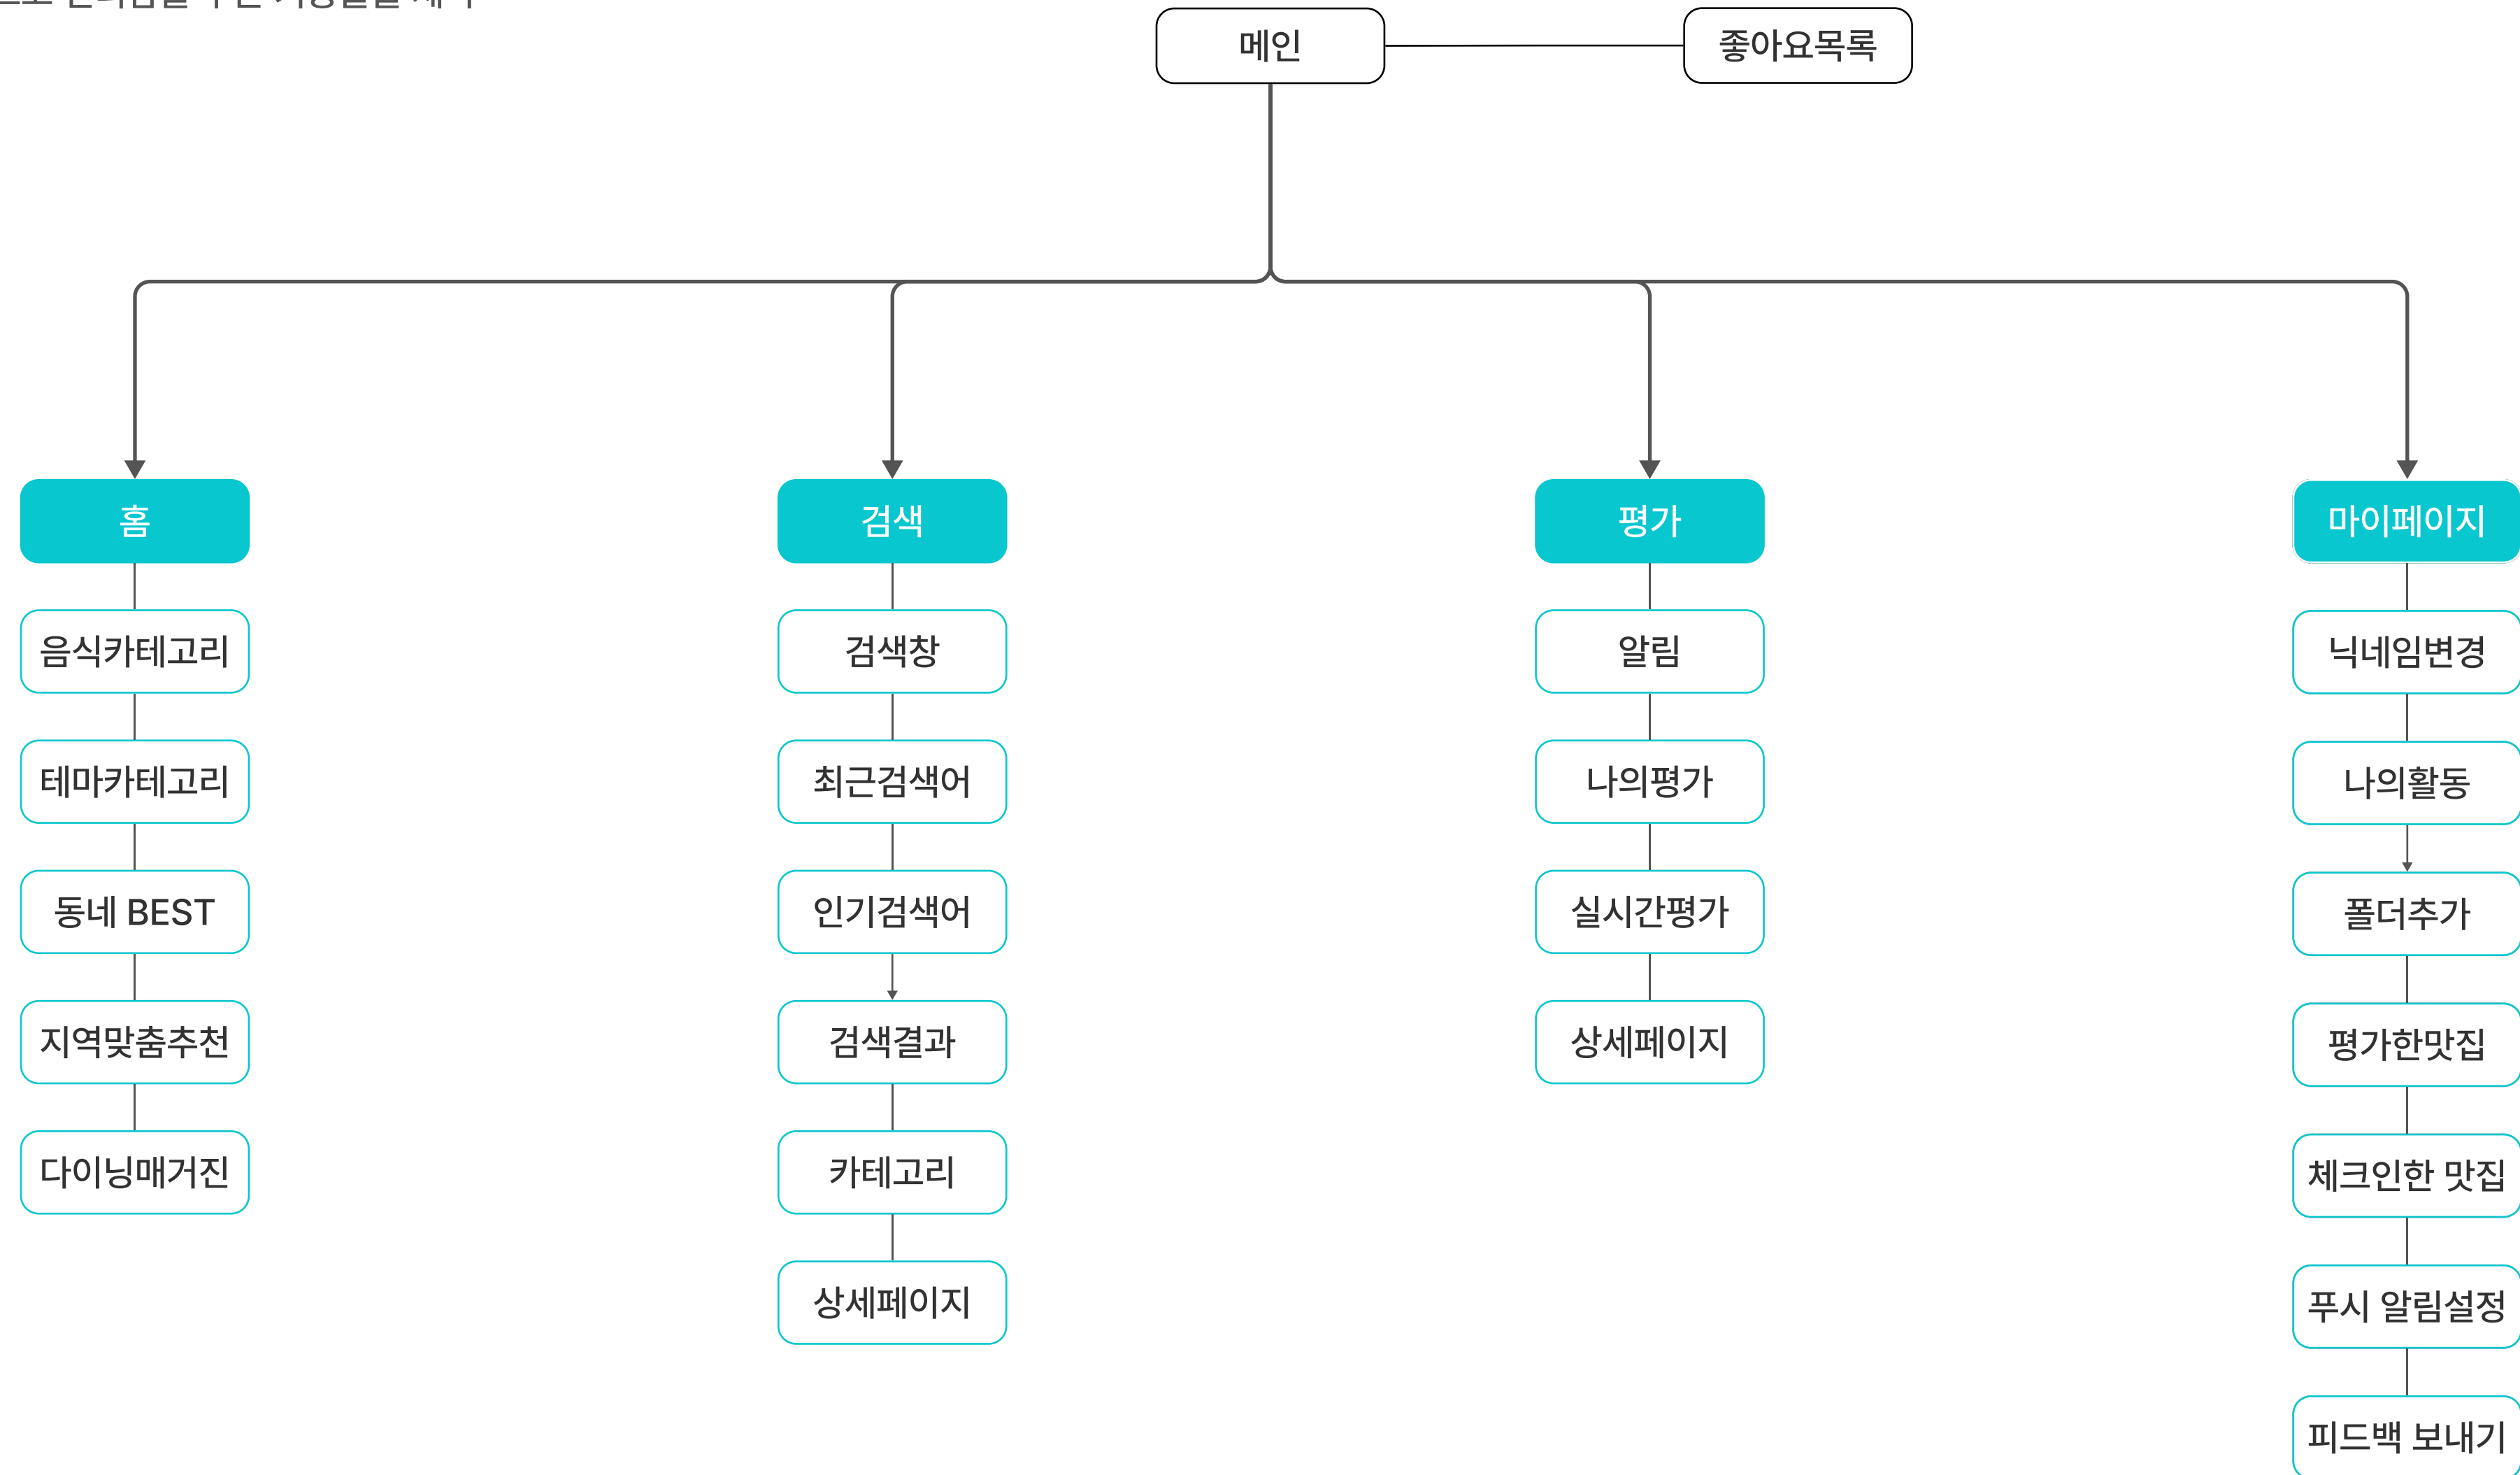 메인
좋아요목록
홈
음식카테고리
테마카테고리
동네 BEST
지역맞춤추천
다이닝매거진
검색
검색창
최근검색어
인기검색어
검색결과
카테고리
상세페이지
평가
알림
나의평가
실시간평가
상세페이지
마이페이지
닉네임변경
나의활동
폴더추가
평가한맛집
체크인한 맛집
푸시 알림설정
피드백 보내기